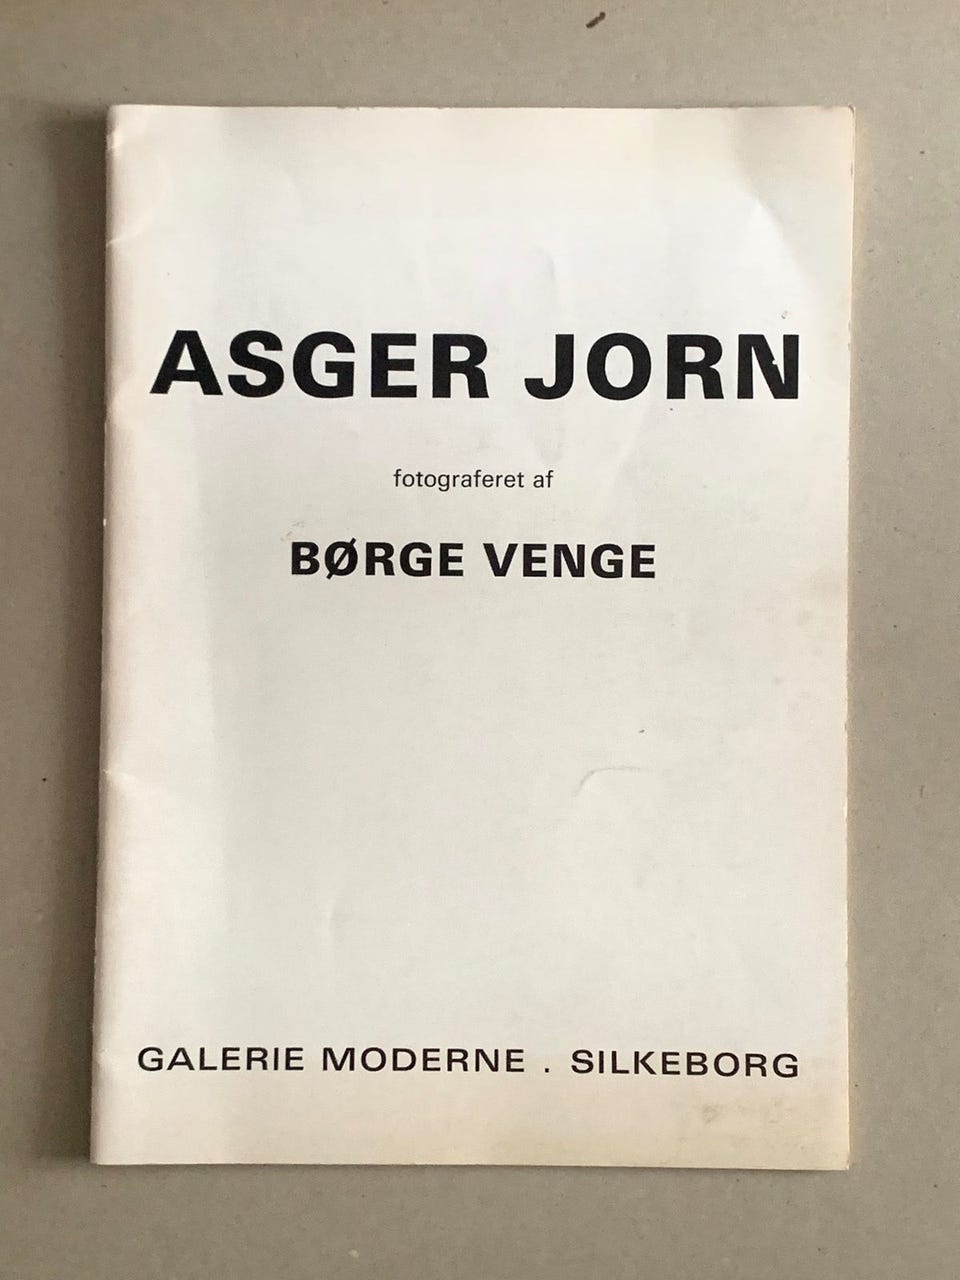 ASGER JORN
fotograferet af
BØRGE VENGE
GALERIE MODERNE . SILKEBORG